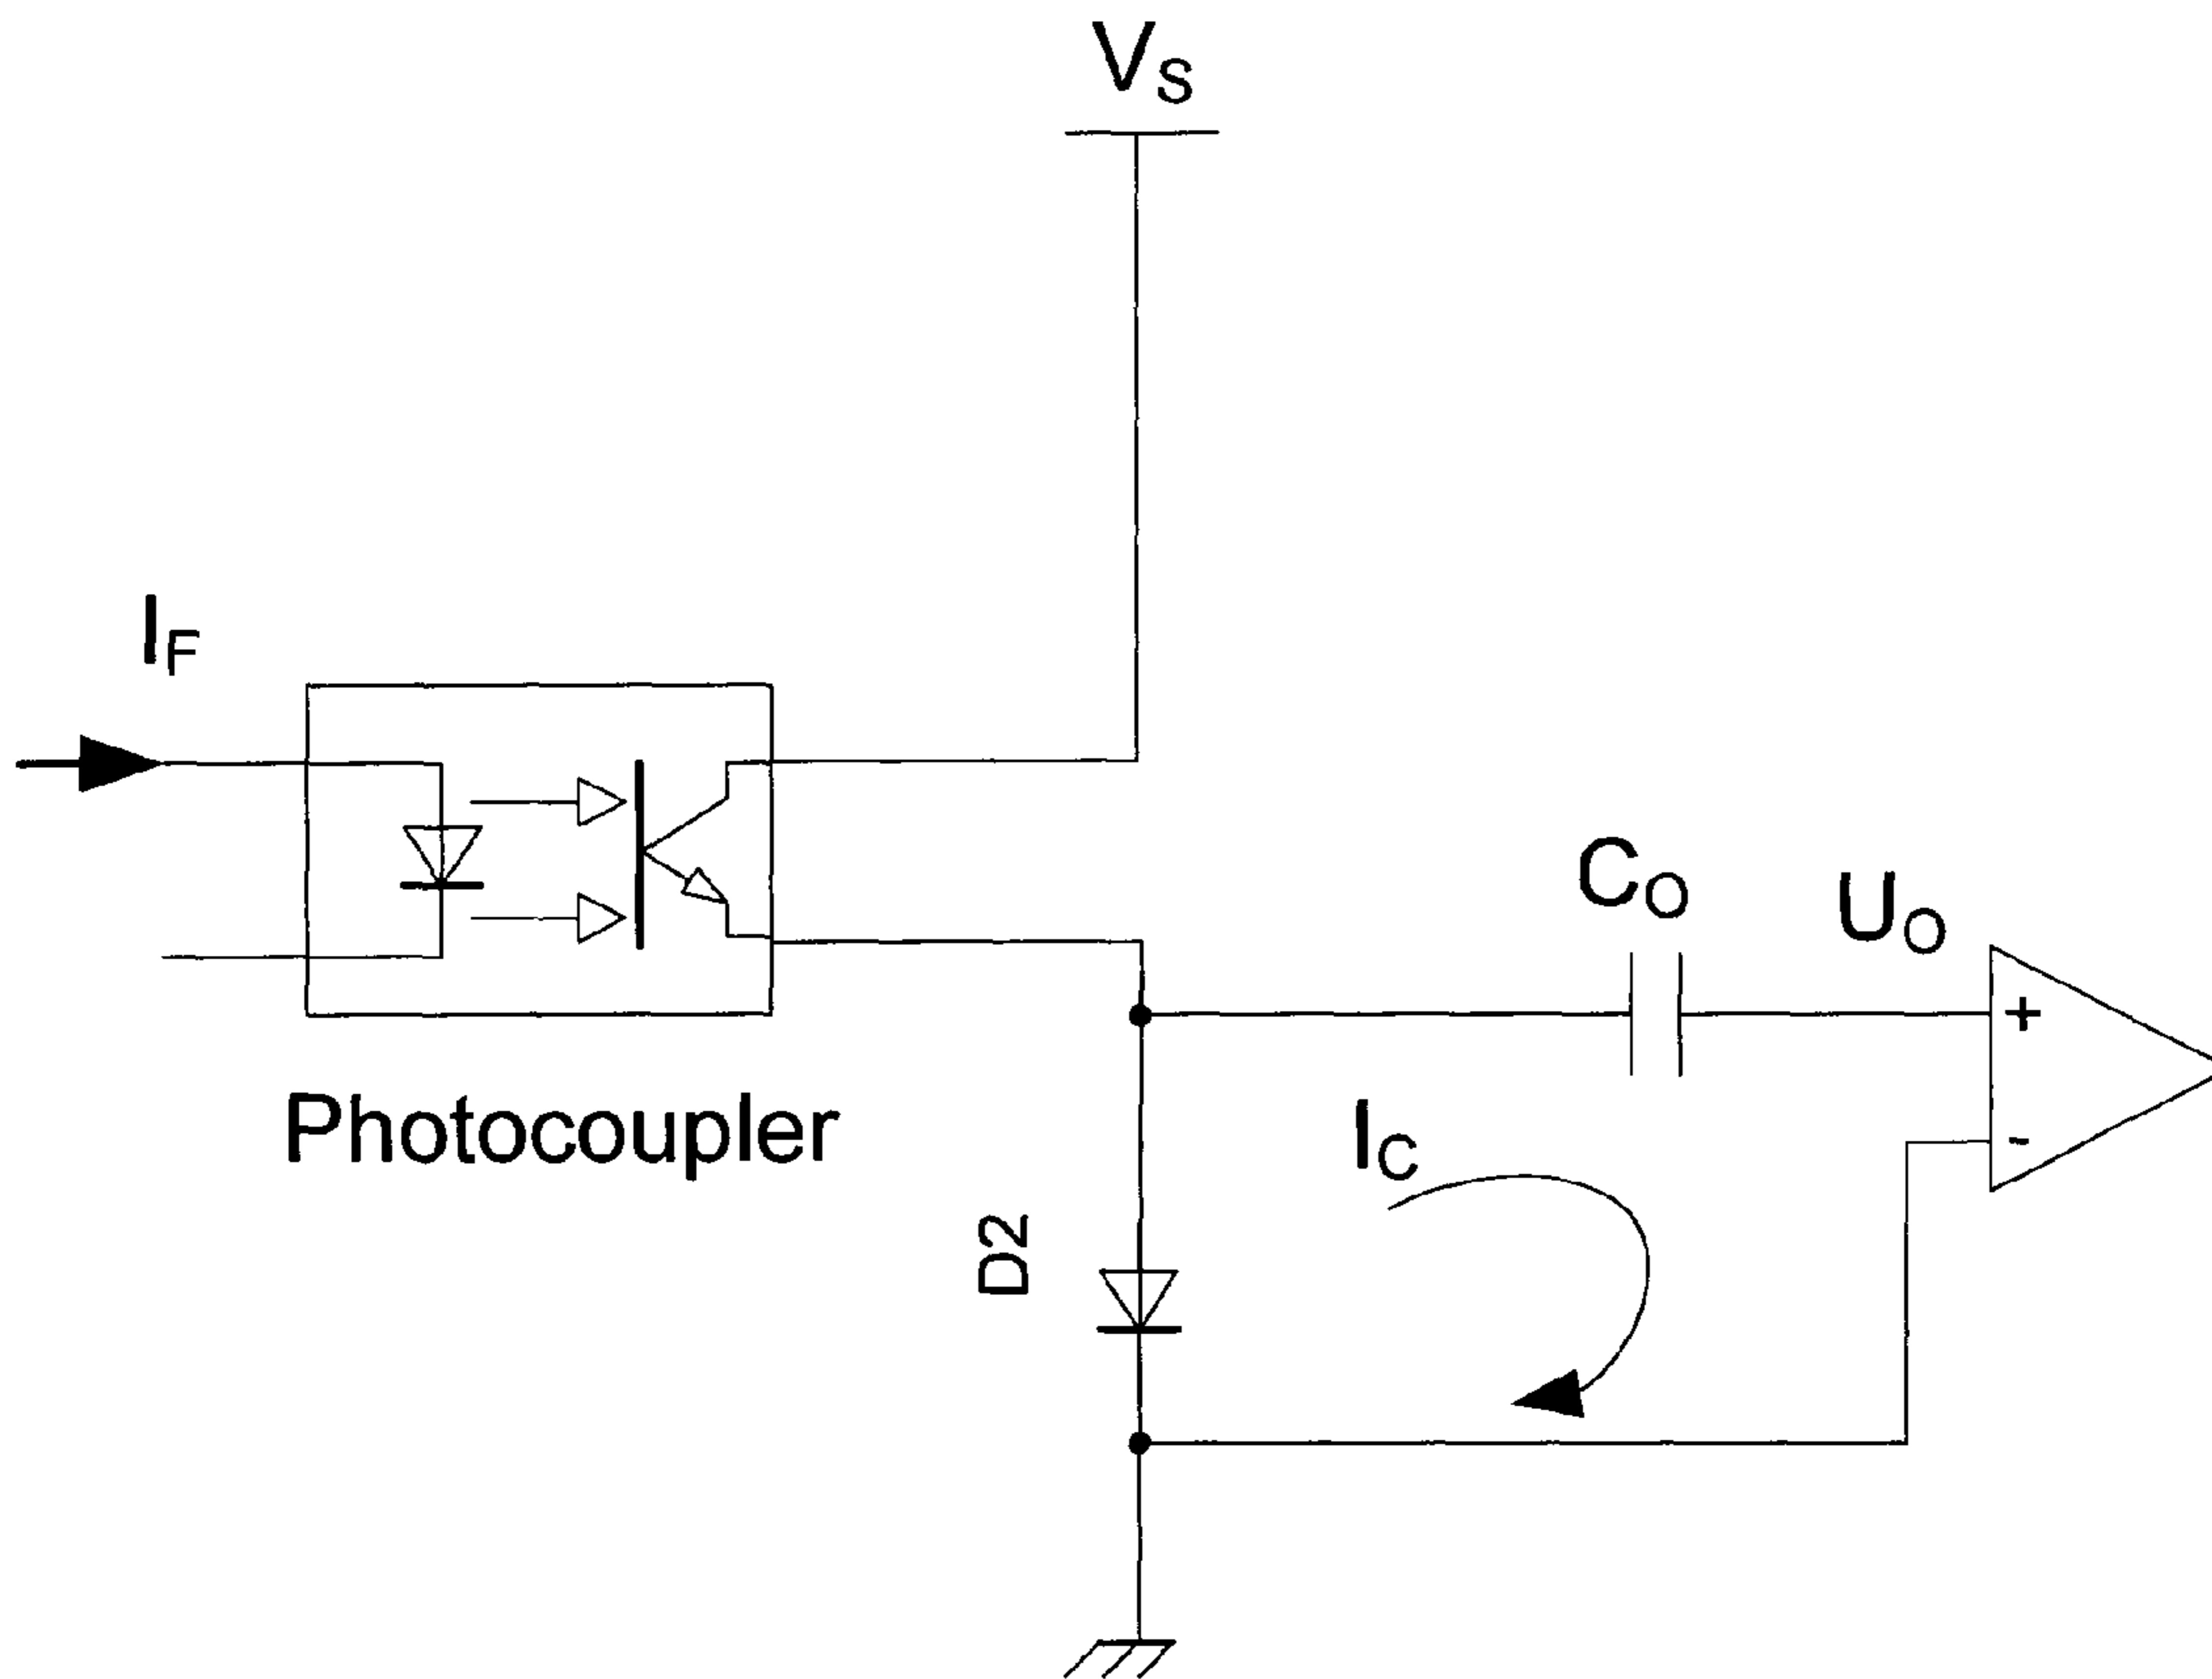 VS
IF
CO
UO
+
-
Photocoupler
IC
D2